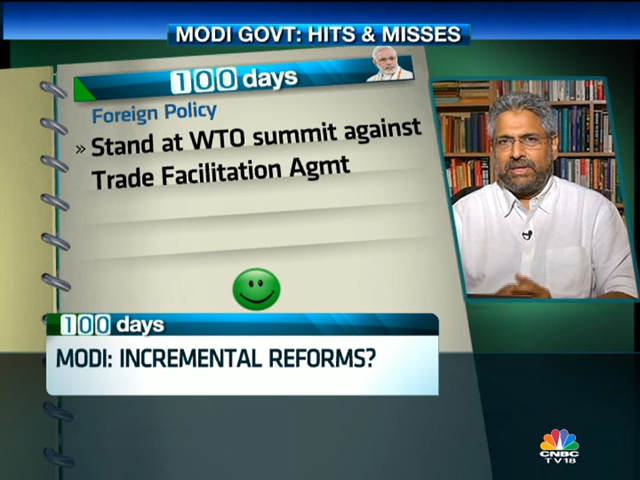 MODI GOVT: HITS & MISSES
100 days
Foreign Policy
» Stand at WTO summit against
Trade Facilitation Agmt
100 days
MODI: INCREMENTAL REFORMS?
CNBC
TV18